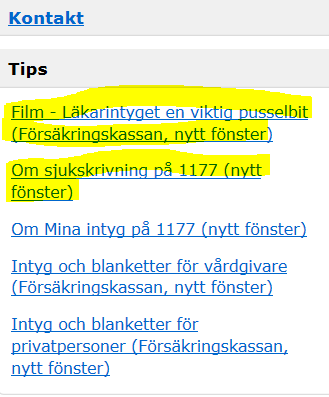 Kontakt
Tips
Film - Läkarintyget en viktig pusselbit
(Försäkringskassan, nytt fönster)
Om sjukskrivning på 1177 (nytt
fönster)
Om Mina intyg på 1177 (nytt fönster)
Intyg och blanketter för vårdgivare
(Försäkringskassan, nytt fönster)
Intyg och blanketter för
privatpersoner (Försäkringskassan,
nytt fönster)